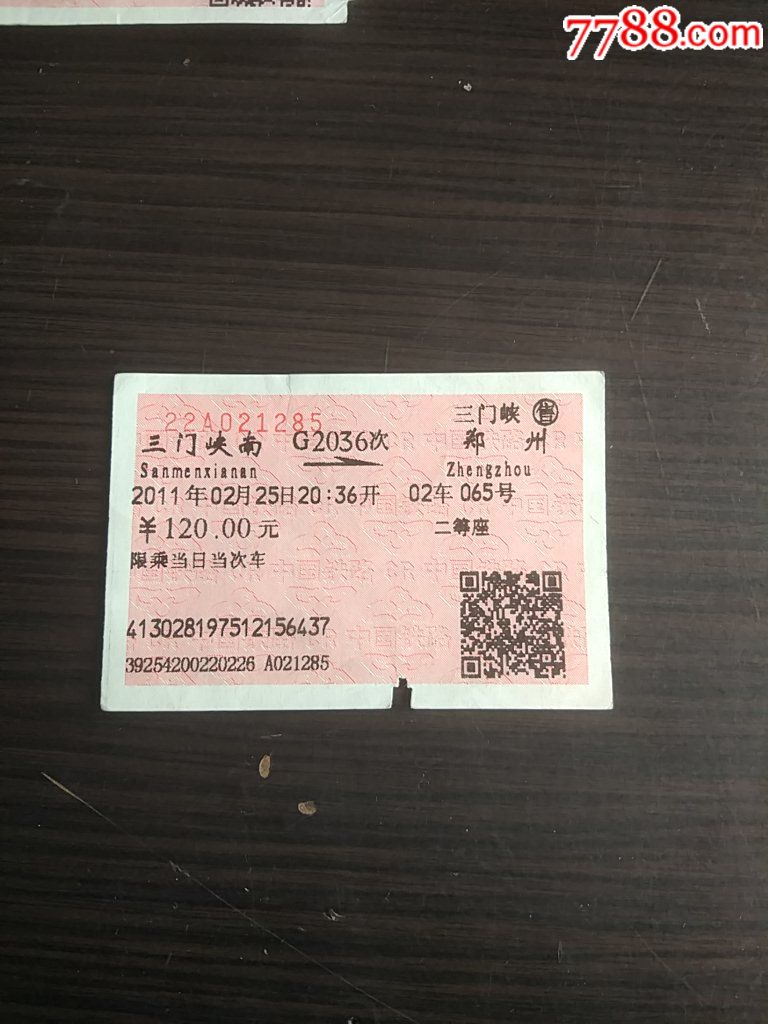 7788.com
22A021285
三门峡 售
三门峡南 G2036次 郑州
Sanmenxianan Zhengzhou
2011年02月25日20:36开 02车 065号
¥120.00元 二等座
限乘当日当次车
413028197512156437
39254200220226 A021285